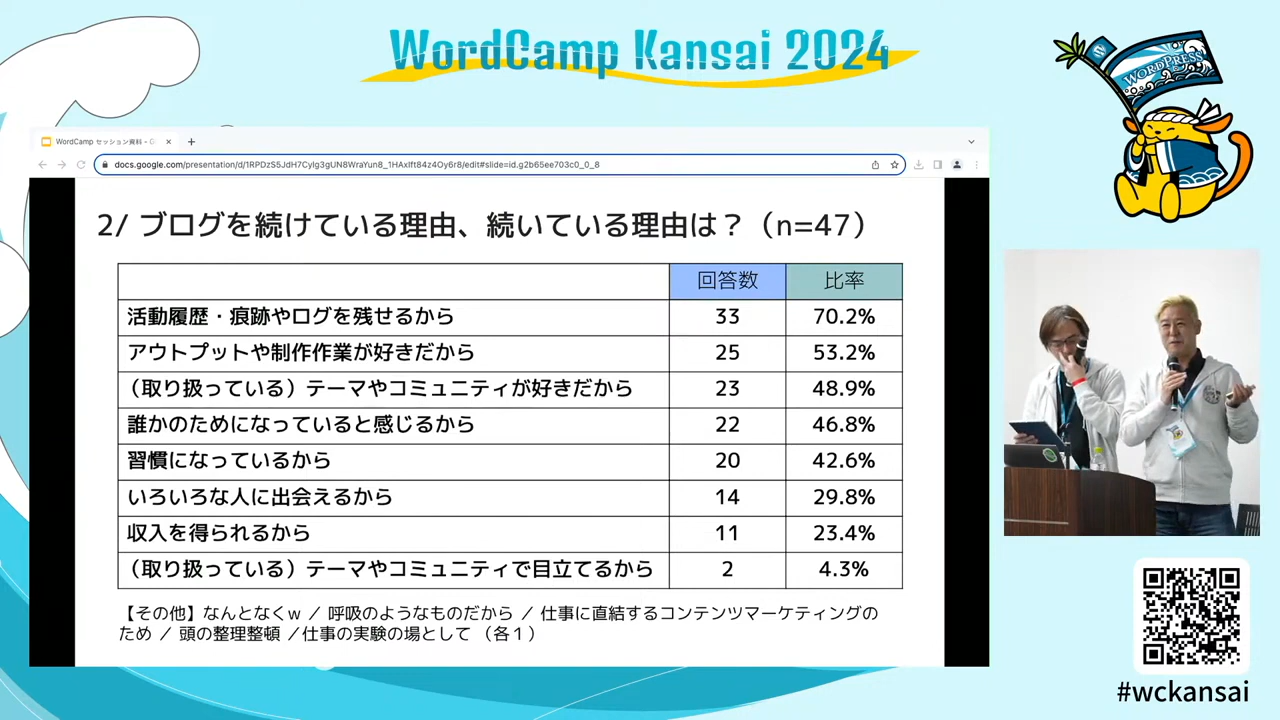 WordCamp Kansai 2024
WORDPRESS
WordCamp セッション資料 - G
docs.google.com/presentation/d/1RPDzS5JdH7CyIg3gUN8WraYun8_1HAxIft84z4Oy6r8/edit#slide=id.g2b65ee703c0_0_8
2/ ブログを続けている理由、続いている理由は？（n=47）
回答数 比率
活動履歴・痕跡やログを残せるから 33 70.2%
アウトプットや制作作業が好きだから 25 53.2%
（取り扱っている）テーマやコミュニティが好きだから 23 48.9%
誰かのためになっていると感じるから 22 46.8%
習慣になっているから 20 42.6%
いろいろな人に出会えるから 14 29.8%
収入を得られるから 11 23.4%
（取り扱っている）テーマやコミュニティで目立てるから 2 4.3%
【その他】なんとなくｗ ／ 呼吸のようなものだから ／ 仕事に直結するコンテンツマーケティングの
ため ／ 頭の整理整頓 ／仕事の実験の場として （各１）
#wckansai